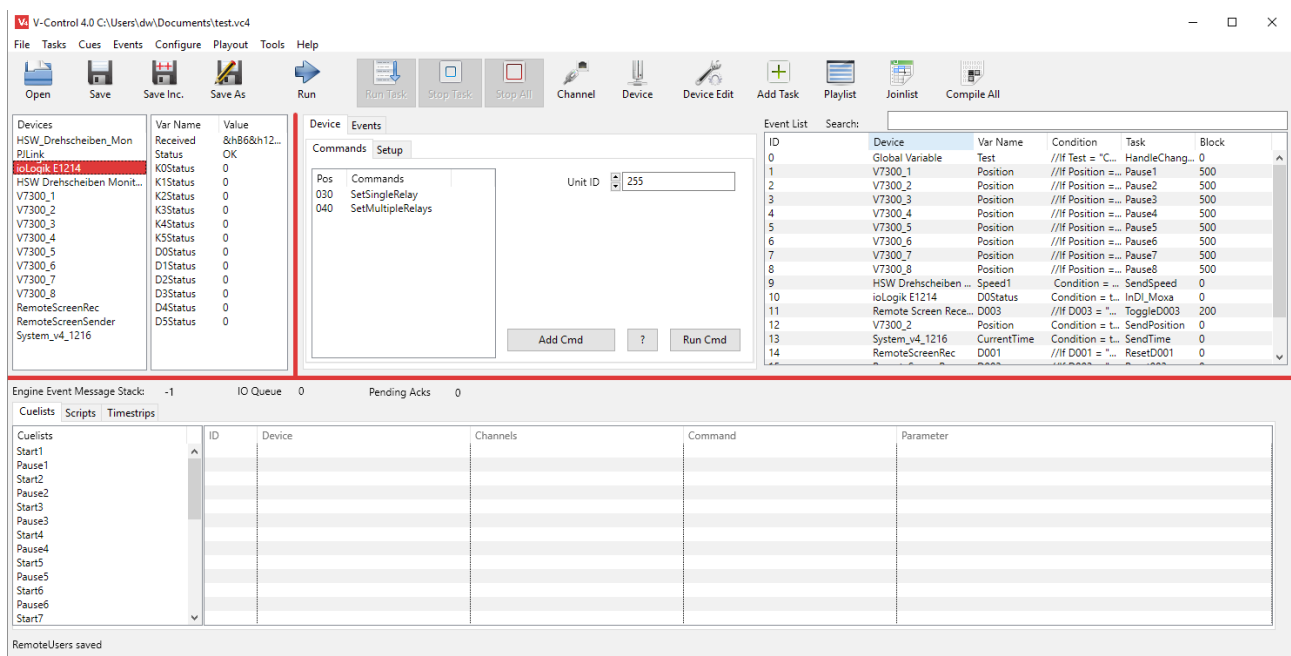 V4 V-Control 4.0 C:\Users\dw\Documents\test.vc4
File Tasks Cues Events Configure Playout Tools Help
Open Save Save Inc. Save As Run Run Task Stop Task Stop All Channel Device Device Edit Add Task Playlist Joinlist Compile All
Devices
HSW_Drehscheiben_Mon
PJLink
ioLogik E1214
HSW Drehscheiben Monit...
V7300_1
V7300_2
V7300_3
V7300_4
V7300_5
V7300_6
V7300_7
V7300_8
RemoteScreenRec
RemoteScreenSender
System_v4_1216
Var Name Value
Received &hB6&h12...
Status OK
K0Status 0
K1Status 0
K2Status 0
K3Status 0
K4Status 0
K5Status 0
D0Status 0
D1Status 0
D2Status 0
D3Status 0
D4Status 0
D5Status 0
Device Events
Commands Setup
Pos Commands
030 SetSingleRelay
040 SetMultipleRelays
Unit ID 255
Add Cmd ? Run Cmd
Event List Search:
ID Device Var Name Condition Task Block
0 Global Variable Test //If Test = "C... HandleChang... 0
1 V7300_1 Position //If Position =... Pause1 500
2 V7300_2 Position //If Position =... Pause2 500
3 V7300_3 Position //If Position =... Pause3 500
4 V7300_4 Position //If Position =... Pause4 500
5 V7300_5 Position //If Position =... Pause5 500
6 V7300_6 Position //If Position =... Pause6 500
7 V7300_7 Position //If Position =... Pause7 500
8 V7300_8 Position //If Position =... Pause8 500
9 HSW Drehscheiben ... Speed1 Condition = ... SendSpeed 0
10 ioLogik E1214 D0Status Condition = t... InDI_Moxa 0
11 Remote Screen Rece... D003 //If D003 = "... ToggleD003 200
12 V7300_2 Position Condition = t... SendPosition 0
13 System_v4_1216 CurrentTime Condition = t... SendTime 0
14 RemoteScreenRec D001 //If D001 = "... ResetD001 0
Engine Event Message Stack: -1 IO Queue 0 Pending Acks 0
Cuelists Scripts Timestrips
Cuelists
Start1
Pause1
Start2
Pause2
Start3
Pause3
Start4
Pause4
Start5
Pause5
Start6
Pause6
Start7
ID Device Channels Command Parameter
RemoteUsers saved